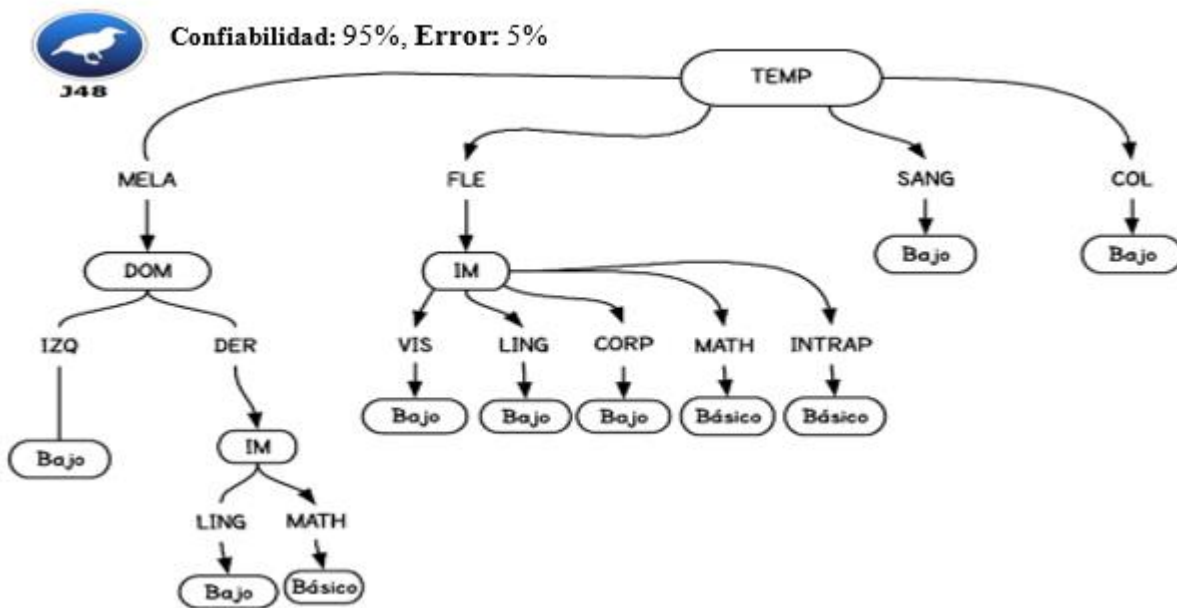 Confiabilidad: 95%, Error: 5%
J48
TEMP
MELA FLE SANG COL
DOM IM Bajo Bajo
IZQ DER VIS LING CORP MATH INTRAP
Bajo Bajo Bajo Básico Básico
Bajo IM
LING MATH
Bajo Básico